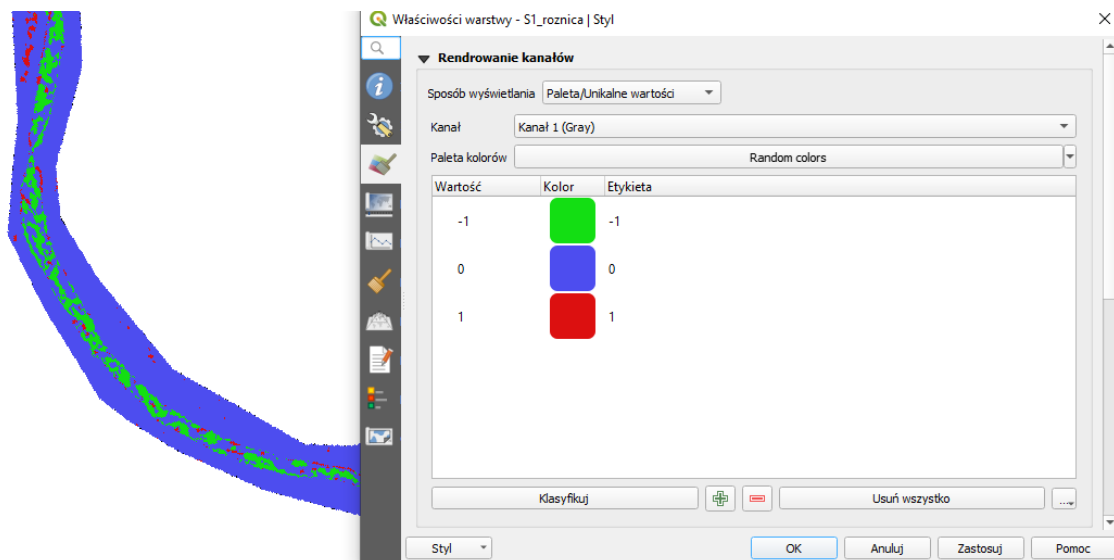 Właściwości warstwy - S1_roznica | Styl
Rendrowanie kanałów
Sposób wyświetlania Paleta/Unikalne wartości
Kanał Kanał 1 (Gray)
Paleta kolorów Random colors
Wartość Kolor Etykieta
-1 -1
0 0
1 1
Klasyfikuj Usuń wszystko ...
Styl OK Anuluj Zastosuj Pomoc